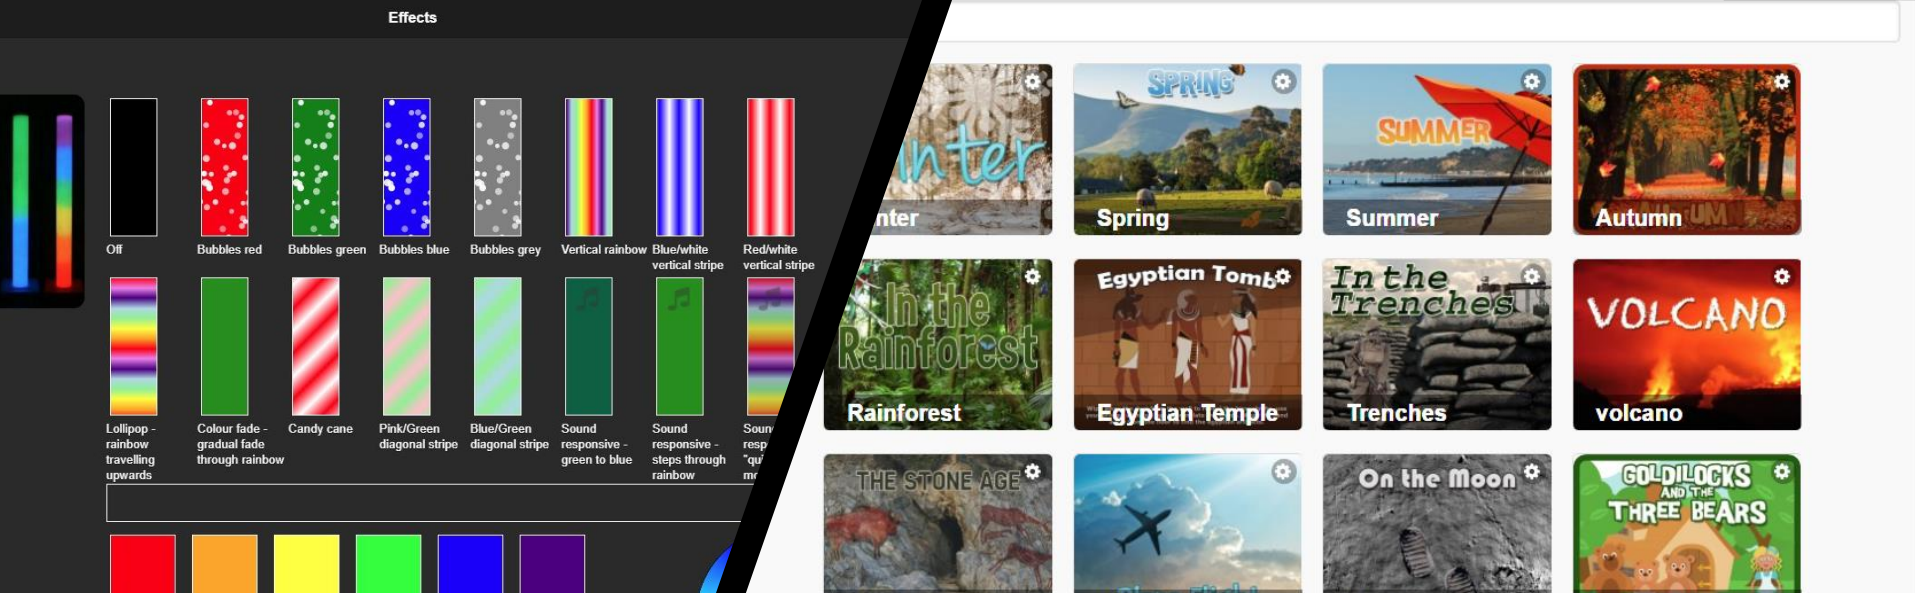 Effects
Off
Bubbles red
Bubbles green
Bubbles blue
Bubbles grey
Vertical rainbow
Blue/white
vertical stripe
Red/white
vertical stripe
Lollipop -
rainbow
travelling
upwards
Colour fade -
gradual fade
through rainbow
Candy cane
Pink/Green
diagonal stripe
Blue/Green
diagonal stripe
Sound
responsive -
green to blue
Sound
responsive -
steps through
rainbow
SPRING
Spring
SUMMER
Summer
Autumn
In the
Rainforest
Rainforest
Egyptian Tomb
Egyptian Temple
In the
Trenches
Trenches
VOLCANO
volcano
THE STONE AGE
On the Moon
GOLDILOCKS
AND THE
THREE BEARS